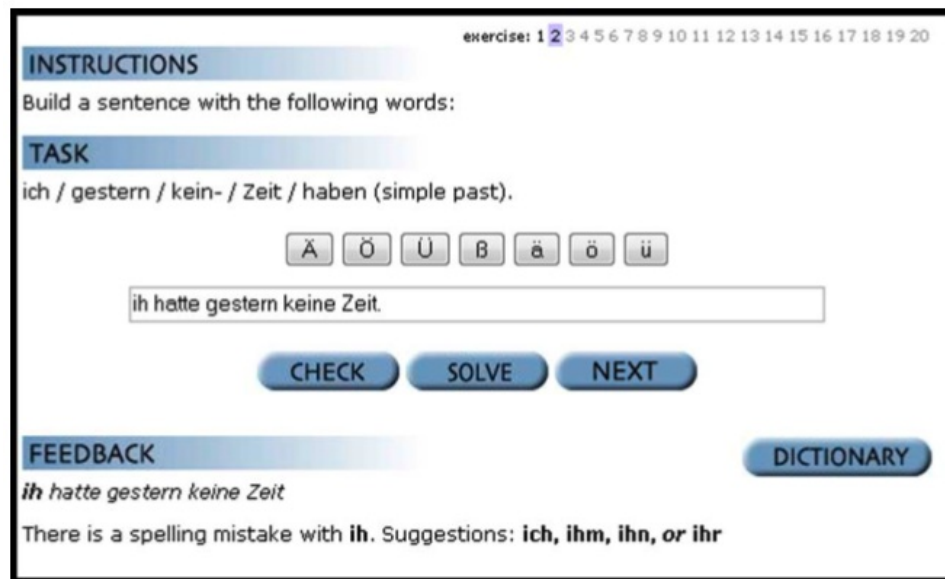 exercise: 1 2 3 4 5 6 7 8 9 10 11 12 13 14 15 16 17 18 19 20
INSTRUCTIONS
Build a sentence with the following words:
TASK
ich / gestern / kein- / Zeit / haben (simple past).
Ä Ö Ü ß ä ö ü
ih hatte gestern keine Zeit.
CHECK SOLVE NEXT
FEEDBACK DICTIONARY
ih hatte gestern keine Zeit
There is a spelling mistake with ih. Suggestions: ich, ihm, ihn, or ihr